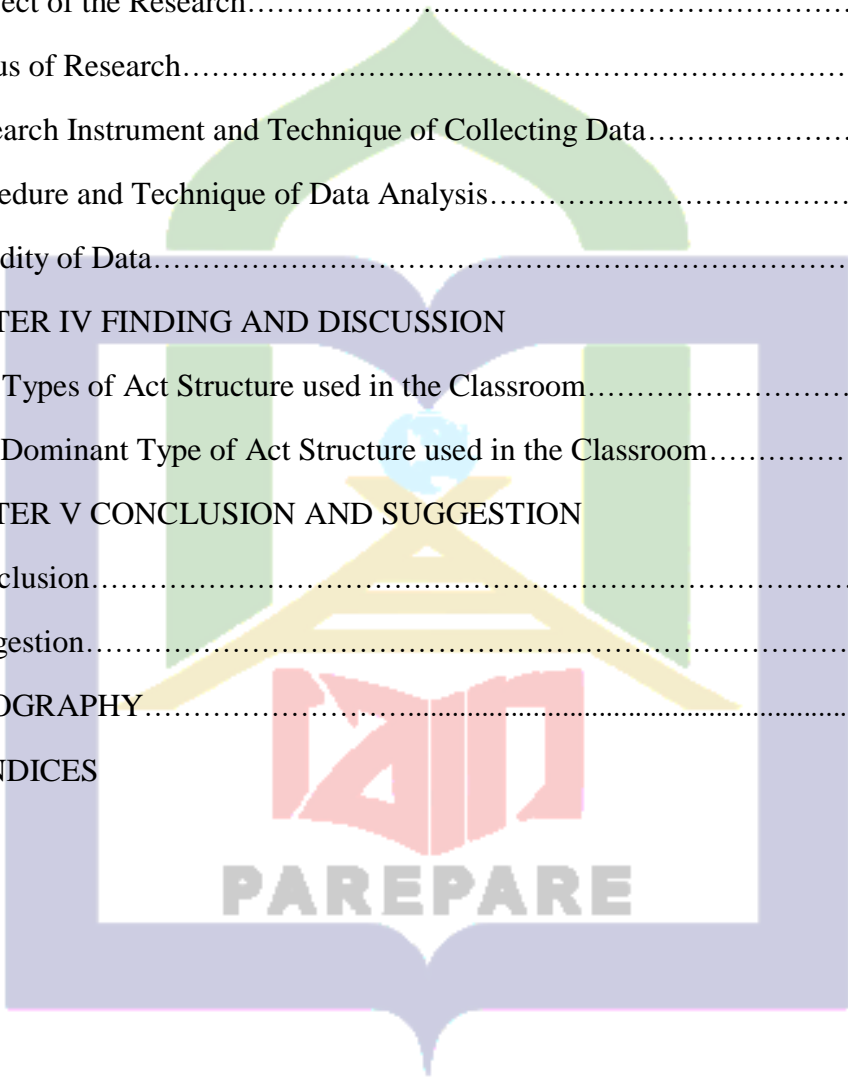 ect of the Research……………………………………………………………
us of Research…………………………………………………………………
earch Instrument and Technique of Collecting Data…………………
edure and Technique of Data Analysis……………………………………
dity of Data……………………………………………………………………
TER IV FINDING AND DISCUSSION
Types of Act Structure used in the Classroom…………………………
Dominant Type of Act Structure used in the Classroom……………
TER V CONCLUSION AND SUGGESTION
clusion…………………………………………………………………………
gestion…………………………………………………………………………
OGRAPHY……………………………........................................................
NDICES
iain
PAREPARE